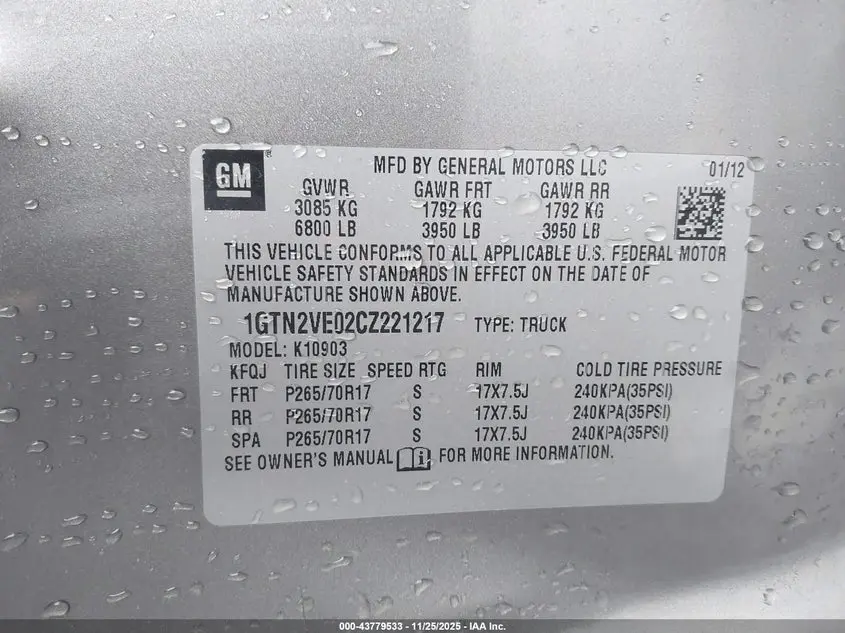 GM
MFD BY GENERAL MOTORS LLC 01/12
GVWR GAWR FRT GAWR RR
3085 KG 1792 KG 1792 KG
6800 LB 3950 LB 3950 LB
THIS VEHICLE CONFORMS TO ALL APPLICABLE U.S. FEDERAL MOTOR
VEHICLE SAFETY STANDARDS IN EFFECT ON THE DATE OF
MANUFACTURE SHOWN ABOVE.
1GTN2VE02CZ221217 TYPE: TRUCK
MODEL: K10903
KFQJ TIRE SIZE SPEED RTG RIM COLD TIRE PRESSURE
FRT P265/70R17 S 17X7.5J 240KPA(35PSI)
RR P265/70R17 S 17X7.5J 240KPA(35PSI)
SPA P265/70R17 S 17X7.5J 240KPA(35PSI)
SEE OWNER'S MANUAL FOR MORE INFORMATION.
000-43779533 — 11/25/2025 — IAA Inc.